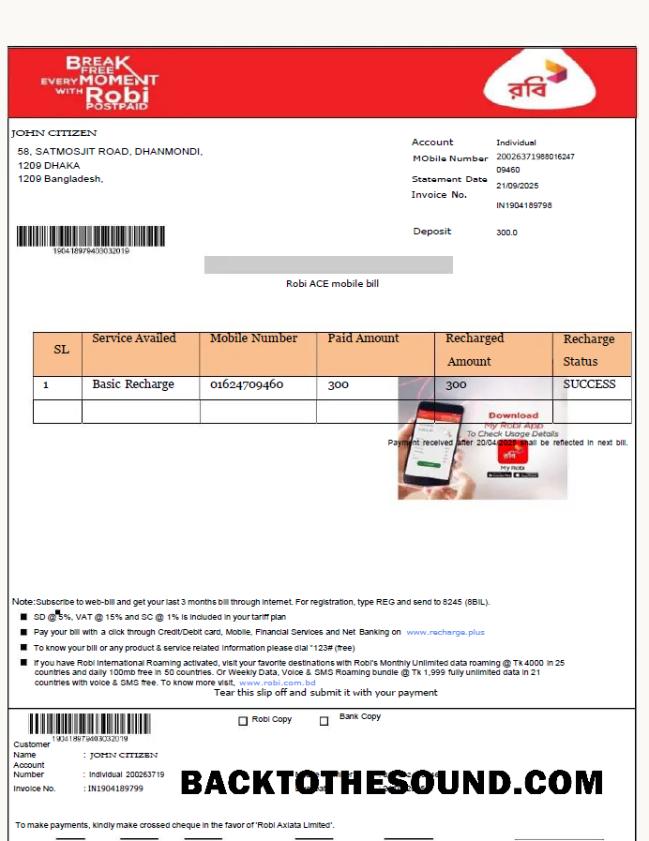 BREAK
FREE
EVERY MOMENT
WITH Robi
POSTPAID
রবি
JOHN CITIZEN
58, SATMOSJIT ROAD, DHANMONDI,
1209 DHAKA
1209 Bangladesh,
Account Individual
MObile Number 20026371988016247
09460
Statement Date 21/09/2025
Invoice No.
IN1904189798
Deposit 300.0
190418979403032019
Robi ACE mobile bill
SL Service Availed Mobile Number Paid Amount Recharged Amount Recharge Status
1 Basic Recharge 01624709460 300 300 SUCCESS
Download
My Robi App
To Check Usage Details
Payment received after 20/04/2025 shall be reflected in next bill.
রবি
My Robi
Note:Subscribe to web-bill and get your last 3 months bill through internet. For registration, type REG and send to 8245 (8BIL).
■ SD @ 5%, VAT @ 15% and SC @ 1% is included in your tariff plan
■ Pay your bill with a click through Credit/Debit card, Mobile, Financial Services and Net Banking on www.recharge.plus
■ To know your bill or any product & service related information please dial *123# (free)
■ If you have Robi International Roaming activated, visit your favorite destinations with Robi's Monthly Unlimited data roaming @ Tk 4000 in 25
countries and daily 100mb free in 50 countries. Or Weekly Data, Voice & SMS Roaming bundle @ Tk 1,999 fully unlimited data in 21
countries with voice & SMS free. To know more visit, www.robi.com.bd
Tear this slip off and submit it with your payment
190418979403032019
Robi Copy Bank Copy
Customer
Name : JOHN CITIZEN
Account
Number : Individual 200263719
Invoice No. : IN1904189799
BACKTOTHESOUND.COM
To make payments, kindly make crossed cheque in the favor of 'Robi Axiata Limited'.